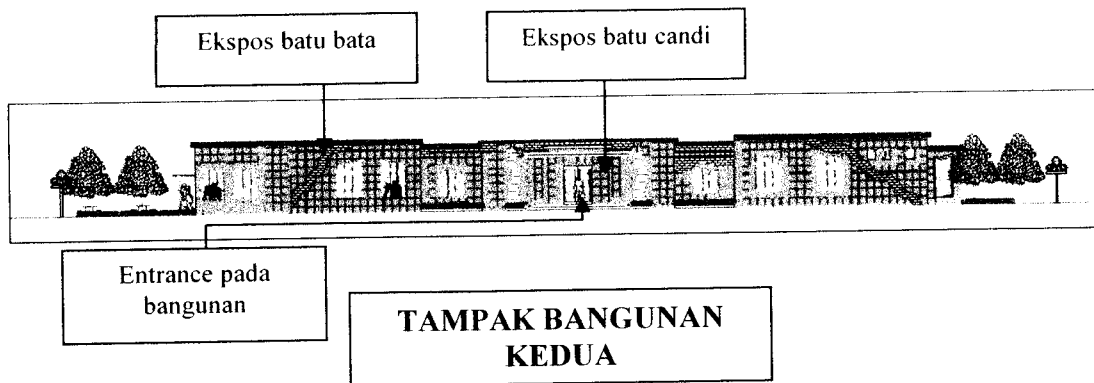 Ekspos batu bata
Ekspos batu candi
Entrance pada
bangunan
TAMPAK BANGUNAN
KEDUA